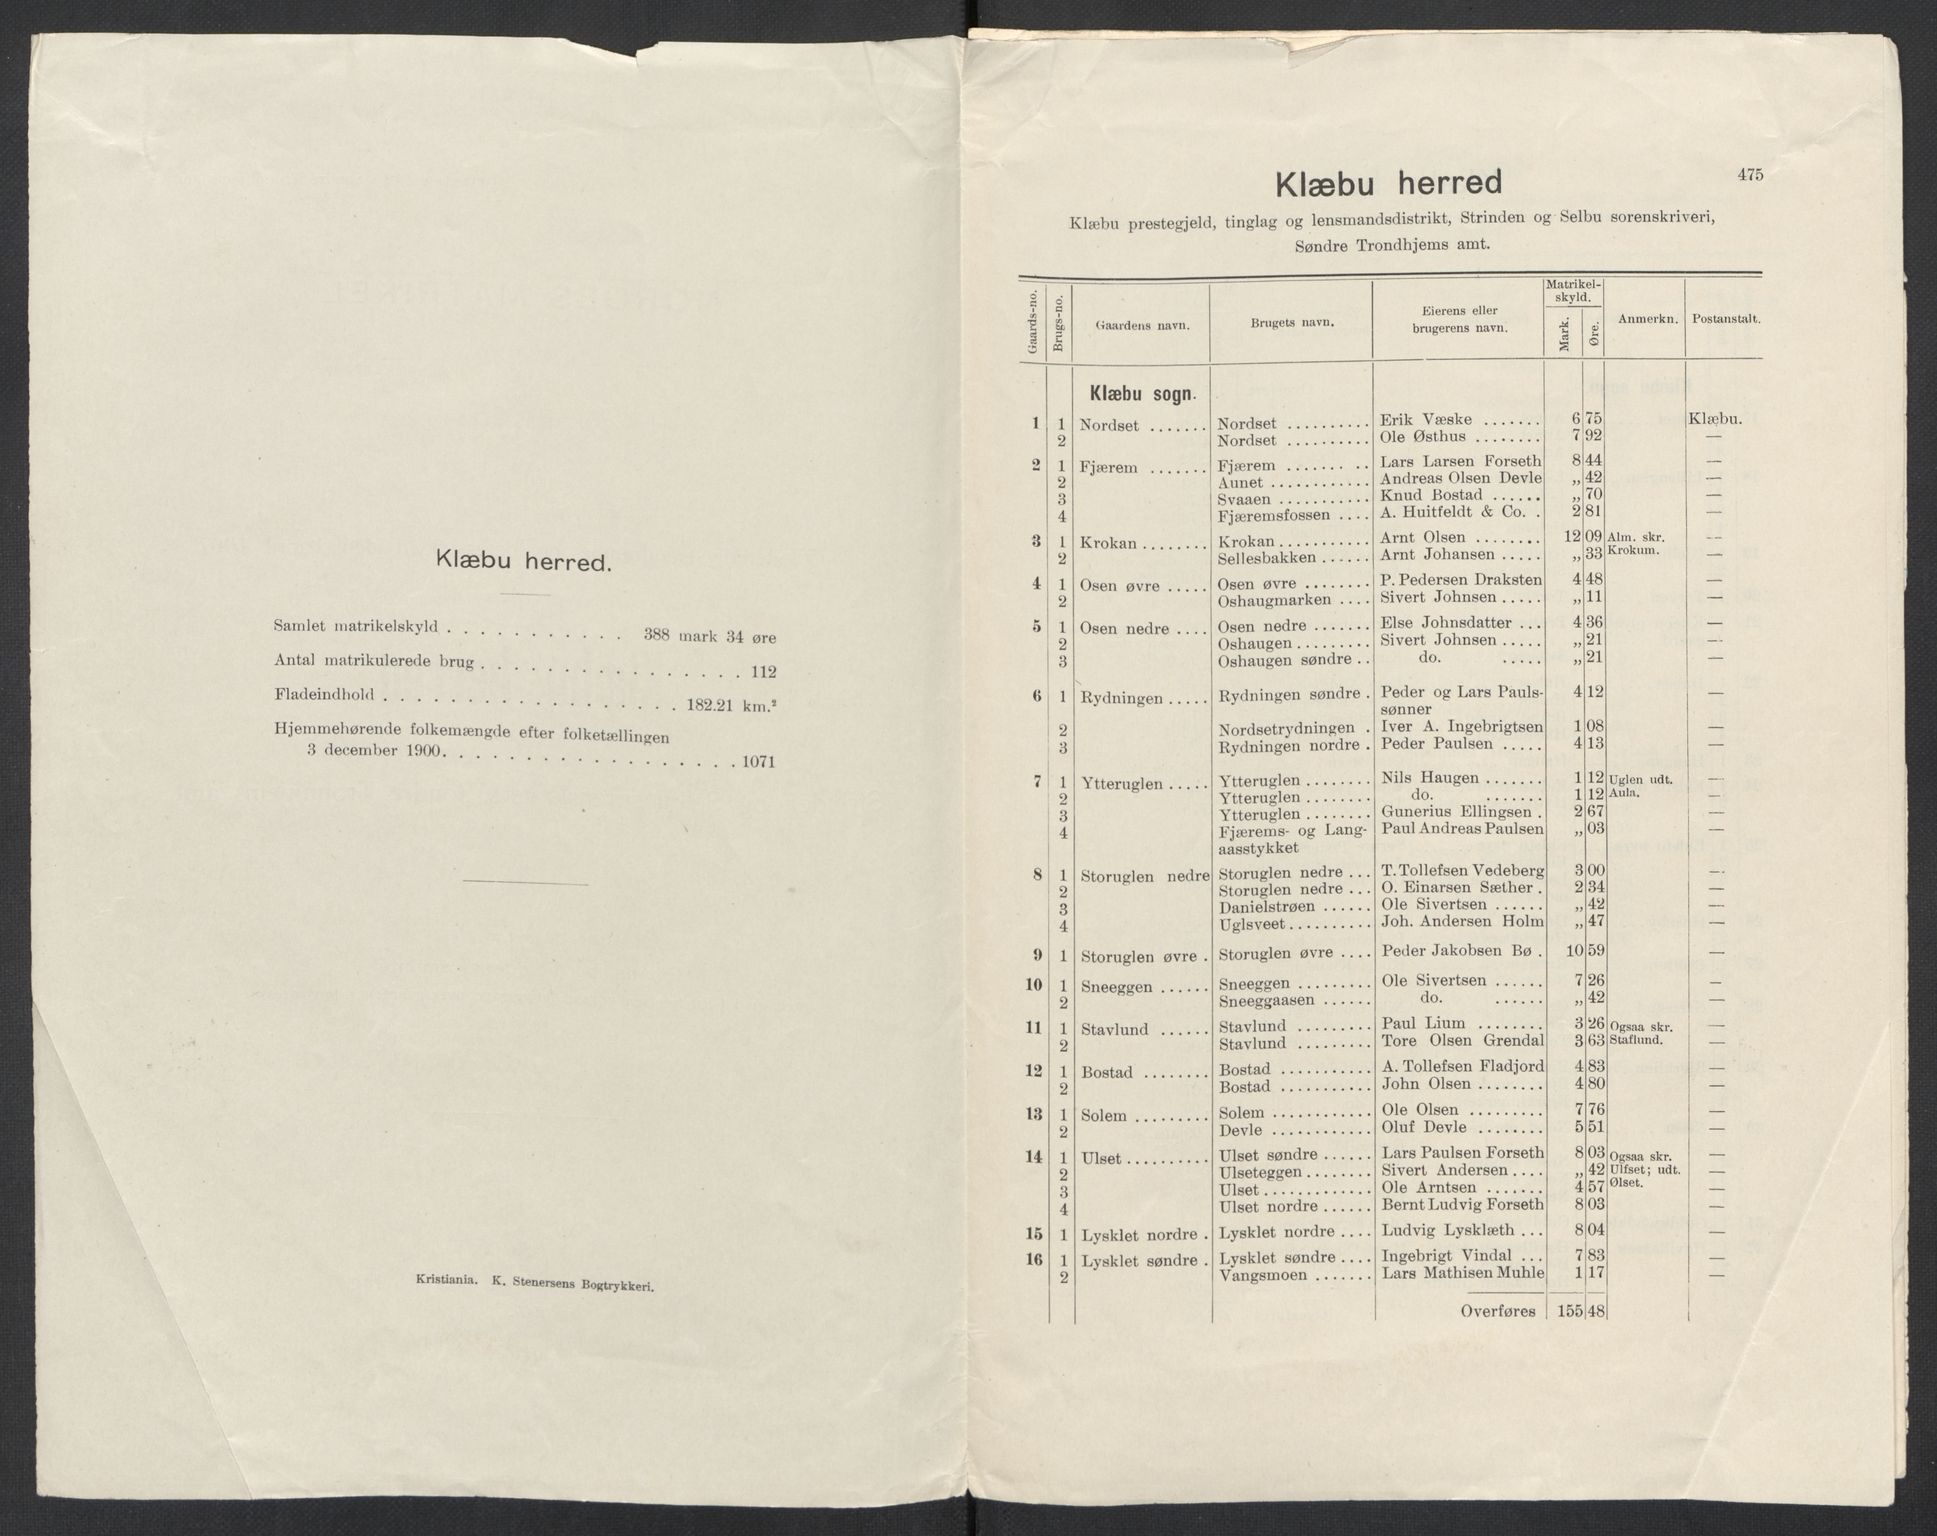 Klæbu herred.
Samlet matrikelskyld . . . . . . . . . . . 388 mark 34 øre
Antal matrikulerede brug . . . . . . . . . . . . . . . . 112
Fladeindhold . . . . . . . . . . . . . . . . . . 182.21 km.²
Hjemmehørende folkemængde efter folketællingen
3 december 1900. . . . . . . . . . . . . . . . . . . 1071
Kristiania. K. Stenersens Bogtrykkeri.
475
Klæbu herred
Klæbu prestegjeld, tinglag og lensmandsdistrikt, Strinden og Selbu sorenskriveri,
Søndre Trondhjems amt.
Gaards-no. Brugs-no. Gaardens navn. Brugets navn. Eierens eller brugerens navn. Matrikel-skyld. Mark. Øre. Anmerkn. Postanstalt.
Klæbu sogn.
1 1 Nordset ....... Nordset .......... Erik Væske ....... 6 75 Klæbu.
2 Nordset .......... Ole Østhus ........ 7 92 —
2 1 Fjærem ....... Fjærem ....... .. Lars Larsen Forseth 8 44 —
2 Aunet ............ Andreas Olsen Devle „ 42 —
3 Svaaen ........... Knud Bostad ...... „ 70 —
4 Fjæremsfossen .... A. Huitfeldt & Co. . 2 81 —
3 1 Krokan ........ Krokan ........... Arnt Olsen ........ 12 09 Alm. skr. —
2 Sellesbakken ...... Arnt Johansen ..... „ 33 Krokum. —
4 1 Osen øvre ..... Osen øvre ........ P. Pedersen Draksten 4 48 —
2 Oshaugmarken .... Sivert Johnsen ..... „ 11 —
5 1 Osen nedre .... Osen nedre ....... Else Johnsdatter ... 4 36 —
2 Oshaugen ......... Sivert Johnsen ..... „ 21 —
3 Oshaugen søndre .. do. ..... „ 21 —
6 1 Rydningen ..... Rydningen søndre . Peder og Lars Pauls- 4 12 —
sønner
2 Nordsetrydningen . Iver A. Ingebrigtsen 1 08 —
3 Rydningen nordre . Peder Paulsen ..... 4 13 —
7 1 Ytteruglen ..... Ytteruglen ........ Nils Haugen ....... 1 12 Uglen udt. —
2 Ytteruglen ........ do. ....... 1 12 Aula. —
3 Ytteruglen ........ Gunerius Ellingsen . 2 67 —
4 Fjærems- og Lang- Paul Andreas Paulsen „ 03 —
aasstykket
8 1 Storuglen nedre Storuglen nedre ... T. Tollefsen Vedeberg 3 00 —
2 Storuglen nedre ... O. Einarsen Sæther . 2 34 —
3 Danielstrøen ...... Ole Sivertsen ...... „ 42 —
4 Uglsveet .......... Joh. Andersen Holm „ 47 —
9 1 Storuglen øvre . Storuglen øvre .... Peder Jakobsen Bø . 10 59 —
10 1 Sneeggen ...... Sneeggen ......... Ole Sivertsen ...... 7 26 —
2 Sneeggaasen ...... do. ...... „ 42 —
11 1 Stavlund ...... Stavlund ......... Paul Lium ........ 3 26 Ogsaa skr. —
2 Stavlund ......... Tore Olsen Grendal 3 63 Staflund. —
12 1 Bostad ........ Bostad ........... A. Tollefsen Fladjord 4 83 —
2 Bostad ........... John Olsen ........ 4 80 —
13 1 Solem ......... Solem ............ Ole Olsen ......... 7 76 —
2 Devle ............ Oluf Devle ........ 5 51 —
14 1 Ulset .......... Ulset søndre ...... Lars Paulsen Forseth 8 03 Ogsaa skr. —
2 Ulseteggen ........ Sivert Andersen .... „ 42 Ulfset; udt. —
3 Ulset ............. Ole Arntsen ....... 4 57 Ølset. —
4 Ulset nordre ...... Bernt Ludvig Forseth 8 03 —
15 1 Lysklet nordre . Lysklet nordre .... Ludvig Lysklæth ... 8 04 —
16 1 Lysklet søndre . Lysklet søndre .... Ingebrigt Vindal ... 7 83 —
2 Vangsmoen ....... Lars Mathisen Muhle 1 17 —
Overføres 155 48